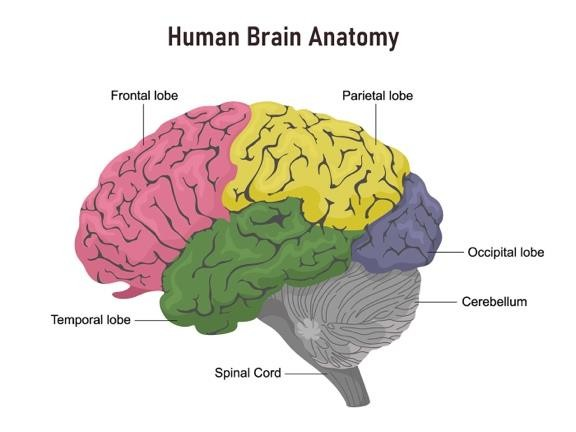 Human Brain Anatomy
Frontal lobe
Parietal lobe
Occipital lobe
Cerebellum
Temporal lobe
Spinal Cord